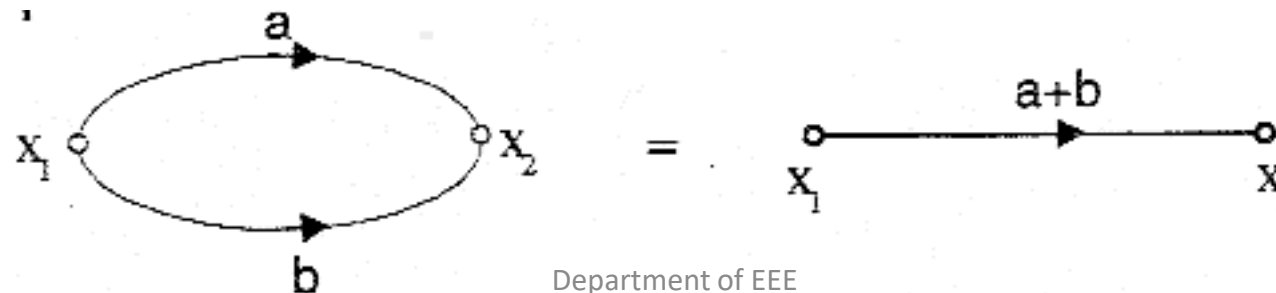 a
X₁
X₂
b
=
a+b
X₁
X
Department of EEE